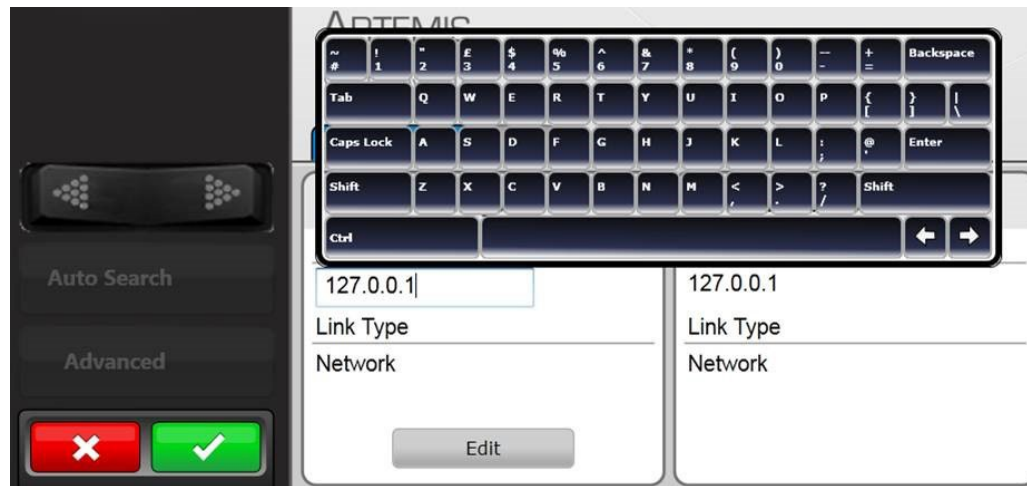 ARTEMIS
~ ! " £ $ % ^ & * ( ) — + Backspace
# 1 2 3 4 5 6 7 8 9 0 - =
Tab Q W E R T Y U I O P { } |
[ ] \
Caps Lock A S D F G H J K L : @ Enter
; '
Shift Z X C V B N M < > ? Shift
, . /
Ctrl
Auto Search
127.0.0.1
127.0.0.1
Link Type
Link Type
Advanced
Network
Network
Edit